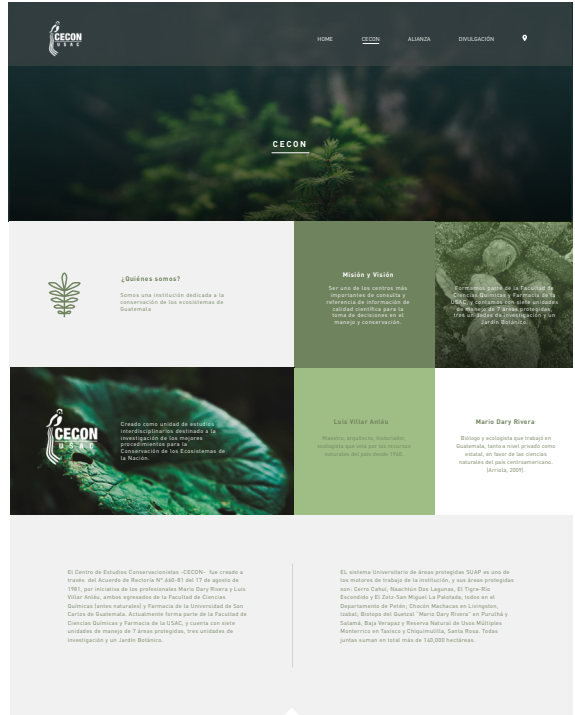 CECON
USAC
HOME CECON ALIANZA DIVULGACIÓN
CECON
¿Quiénes somos?
Somos una institución dedicada a la
conservación de los ecosistemas de
Guatemala
Misión y Visión
Ser uno de los centros más
importantes de consulta y
referencia de información de
calidad científica para la
toma de decisiones en el
manejo y conservación.
Formamos parte de la Facultad de
Ciencias Químicas y Farmacia de la
USAC, y contamos con siete unidades
de manejo de 7 áreas protegidas,
tres unidades de investigación y un
Jardín Botánico.
CECON
USAC
Creado como unidad de estudios
interdisciplinarios destinado a la
investigación de los mejores
procedimientos para la
Conservación de los Ecosistemas de
la Nación.
Luis Villar Anléu
Maestro, arquitecto, historiador,
ecologista que vela por los recursos
naturales del país desde 1960.
Mario Dary Rivera
Biólogo y ecologista que trabajó en
Guatemala, tanto a nivel privado como
estatal, en favor de las ciencias
naturales del país centroamericano.
(Arriola, 2009).
El Centro de Estudios Conservacionistas -CECON- fue creado a
través del Acuerdo de Rectoría Nº.660-81 del 17 de agosto de
1981, por iniciativa de los profesionales Mario Dary Rivera y Luis
Villar Anléu, ambos egresados de la Facultad de Ciencias
Químicas (antes naturales) y Farmacia de la Universidad de San
Carlos de Guatemala. Actualmente forma parte de la Facultad de
Ciencias Químicas y Farmacia de la USAC, y cuenta con siete
unidades de manejo de 7 áreas protegidas, tres unidades de
investigación y un Jardín Botánico.
EL sistema Universitario de áreas protegidas SUAP es uno de
los motores de trabajo de la institución, y sus áreas protegidas
son: Cerro Cahuí, Naachtún Dos Lagunas, El Tigre-Río
Escondido y El Zotz-San Miguel La Palotada, todos en el
Departamento de Petén, Chocón Machacas en Livingston,
Izabal; Biotopo del Quetzal "Mario Dary Rivera" en Purulhá y
Salamá, Baja Verapaz y Reserva Natural de Usos Múltiples
Monterrico en Taxisco y Chiquimulilla, Santa Rosa. Todas
juntas suman en total más de 140,000 hectáreas.